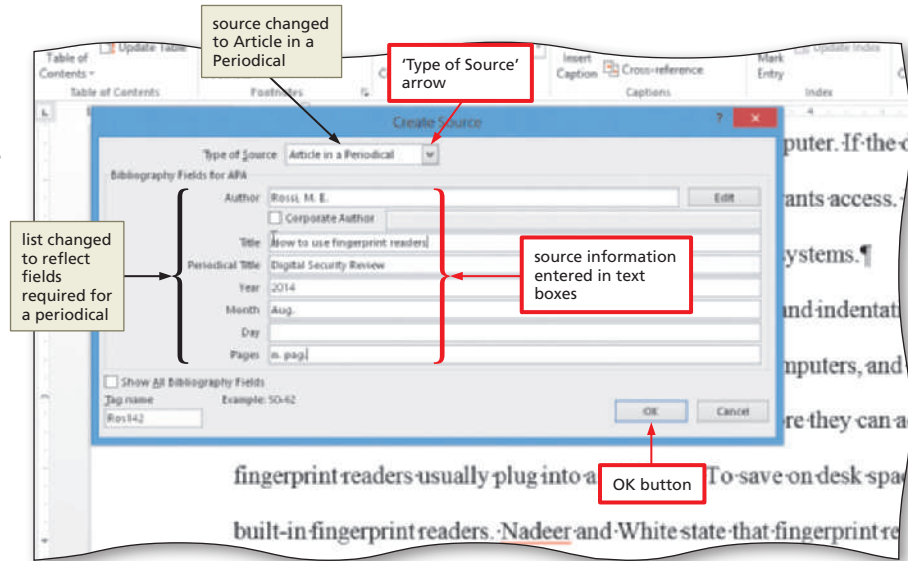 source changed
to Article in a
Periodical
'Type of Source'
arrow
Table of
Contents
Update Table
Insert
Caption
Cross-reference
Mark
Entry
Update Index
Table of Contents
Footnotes
Captions
Index
Create Source
?
Type of Source Article in a Periodical
Bibliography Fields for APA
Author Rossi, M. E. Edit
Corporate Author
Title How to use fingerprint readers
Periodical Title Digital Security Review
Year 2014
Month Aug.
Day
Pages n. pag.
Show All Bibliography Fields
Tag name Example: 50-62
Ros142
OK Cancel
list changed
to reflect
fields
required for
a periodical
source information
entered in text
boxes
OK button
puter. If the
ants access.
ystems.¶
and indentati
mputers, and
re they can a
fingerprint readers usually plug into a To save on desk spac
built-in fingerprint readers. Nadeer and White state that fingerprint re